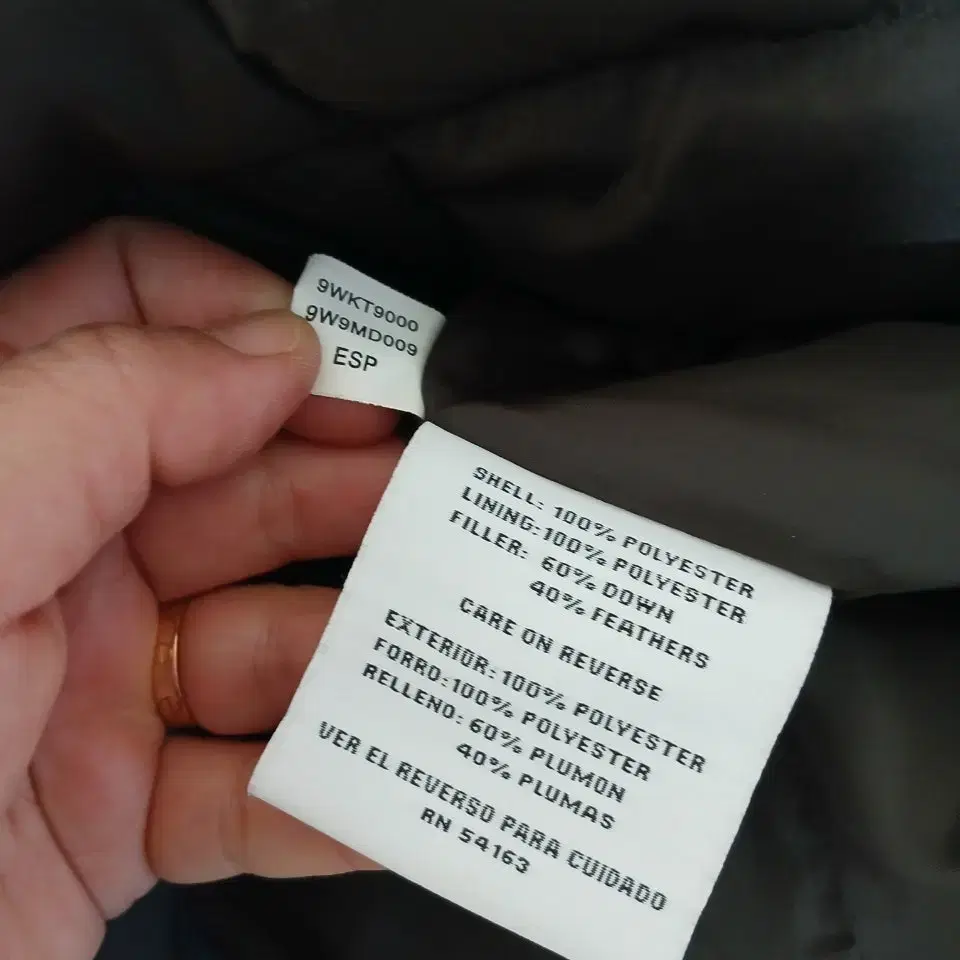 9WKT9000
9W9MD009
ESP
SHELL: 100% POLYESTER
LINING:100% POLYESTER
FILLER: 60% DOWN
40% FEATHERS
CARE ON REVERSE
EXTERIOR: 100% POLYESTER
FORRO:100% POLYESTER
RELLENO: 60% PLUMON
40% PLUMAS
VER EL REVERSO PARA CUIDADO
RN 54163